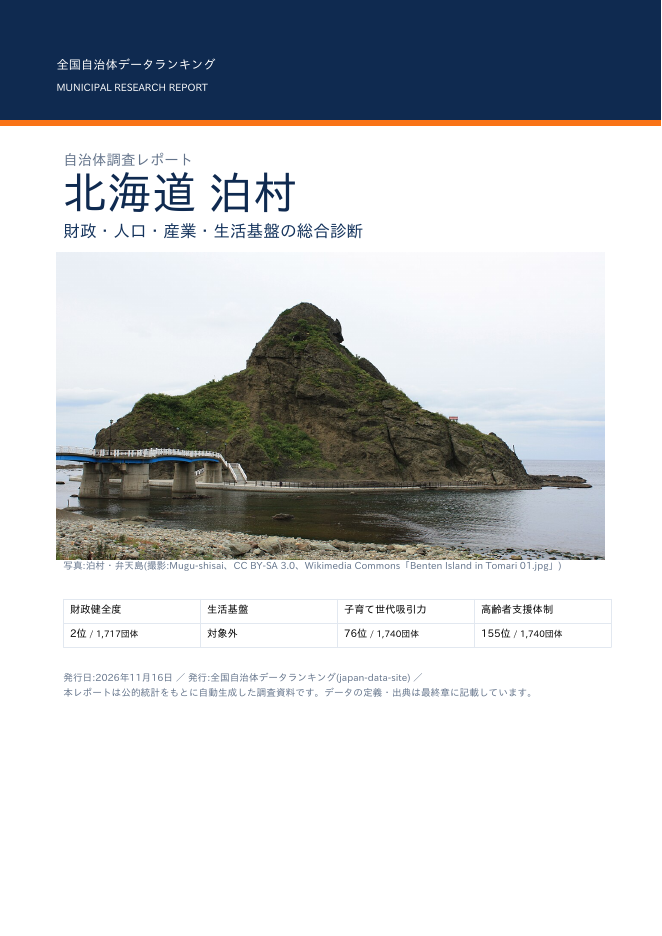 全国自治体データランキング
MUNICIPAL RESEARCH REPORT
自治体調査レポート
北海道 泊村
財政・人口・産業・生活基盤の総合診断
写真:泊村・弁天島(撮影:Mugu-shisai、CC BY-SA 3.0、Wikimedia Commons「Benten Island in Tomari 01.jpg」)
財政健全度 生活基盤 子育て世代吸引力 高齢者支援体制
2位 / 1,717団体 対象外 76位 / 1,740団体 155位 / 1,740団体
発行日:2026年11月16日 ／ 発行:全国自治体データランキング(japan-data-site) ／
本レポートは公的統計をもとに自動生成した調査資料です。データの定義・出典は最終章に記載しています。